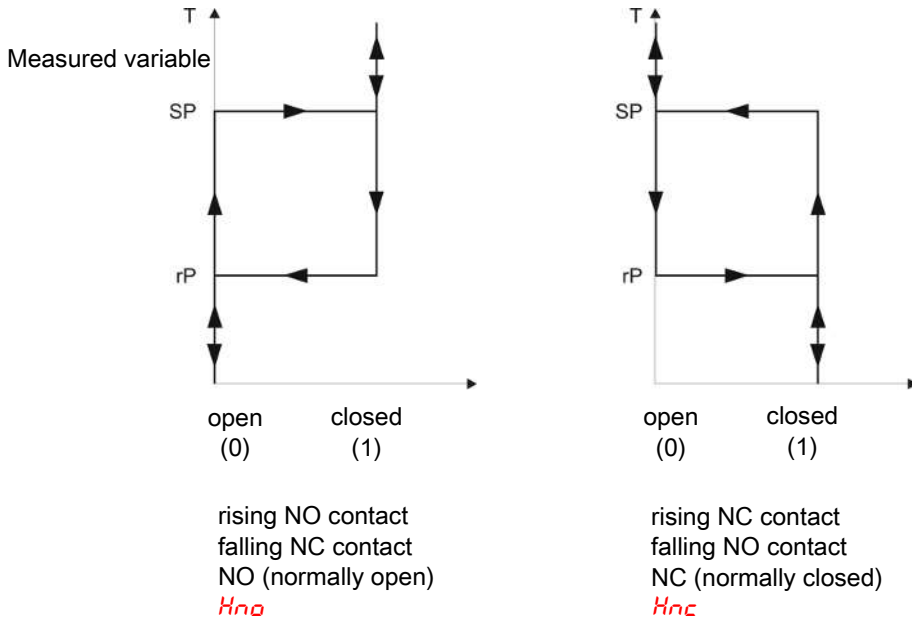 T
Measured variable
SP
rP
open
(0)
closed
(1)
rising NO contact
falling NC contact
NO (normally open)
Hno
T
SP
rP
open
(0)
closed
(1)
rising NC contact
falling NO contact
NC (normally closed)
Hnc